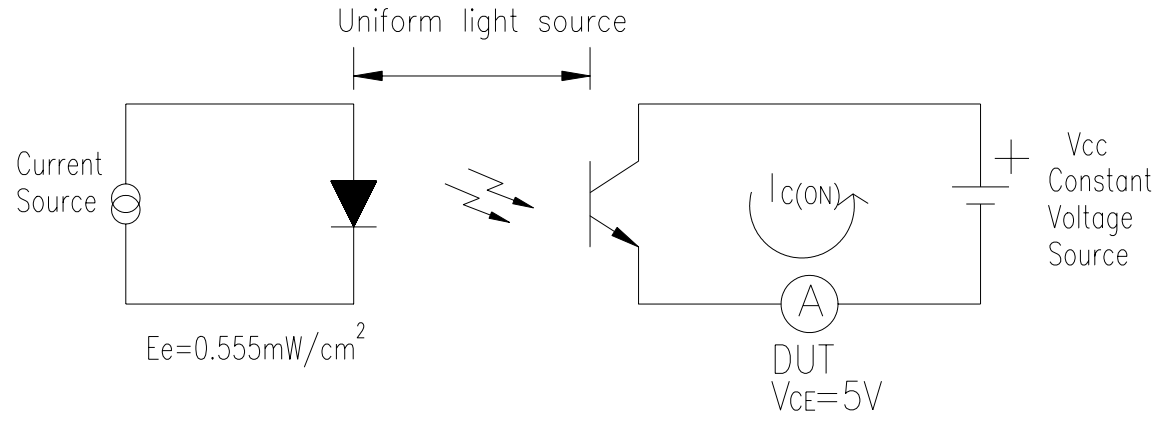 Uniform light source
Current
Source
Ee=0.555mW/cm²
IC(ON)
A
DUT
VCE=5V
+
Vcc
Constant
Voltage
Source